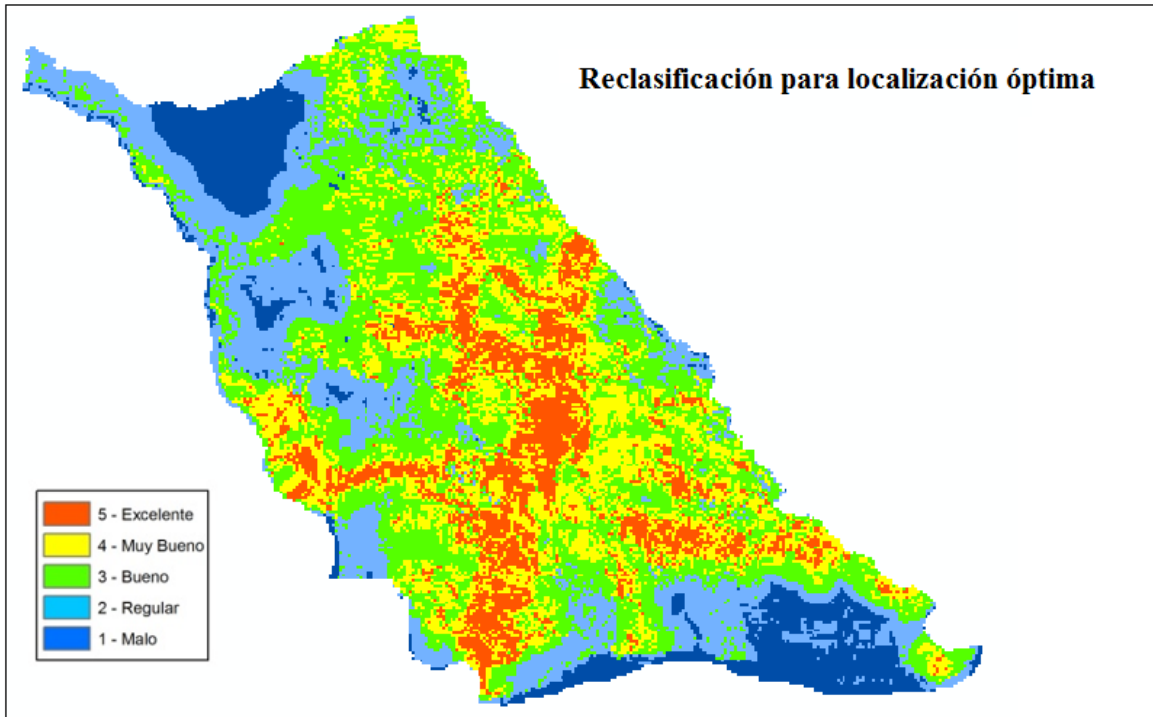 Reclasificación para localización óptima
5 - Excelente
4 - Muy Bueno
3 - Bueno
2 - Regular
1 - Malo